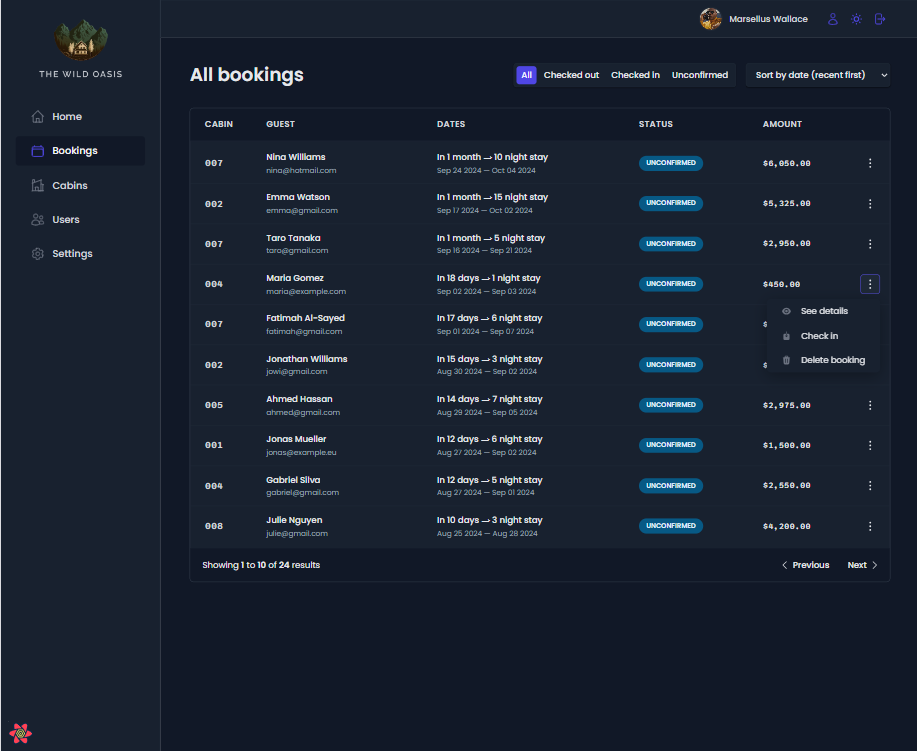 Marsellus Wallace
THE WILD OASIS
Home
Bookings
Cabins
Users
Settings
All bookings
All Checked out Checked in Unconfirmed
Sort by date (recent first)
CABIN GUEST DATES STATUS AMOUNT
007 Nina Williams In 1 month → 10 night stay UNCONFIRMED $6,050.00
nina@hotmail.com Sep 24 2024 — Oct 04 2024
002 Emma Watson In 1 month → 15 night stay UNCONFIRMED $5,325.00
emma@gmail.com Sep 17 2024 — Oct 02 2024
007 Taro Tanaka In 1 month → 5 night stay UNCONFIRMED $2,950.00
taro@gmail.com Sep 16 2024 — Sep 21 2024
004 Maria Gomez In 18 days → 1 night stay UNCONFIRMED $450.00
maria@example.com Sep 02 2024 — Sep 03 2024
007 Fatimah Al-Sayed In 17 days → 6 night stay UNCONFIRMED $
fatimah@gmail.com Sep 01 2024 — Sep 07 2024
002 Jonathan Williams In 15 days → 3 night stay UNCONFIRMED $
jowi@gmail.com Aug 30 2024 — Sep 02 2024
See details
Check in
Delete booking
005 Ahmed Hassan In 14 days → 7 night stay UNCONFIRMED $2,975.00
ahmed@gmail.com Aug 29 2024 — Sep 05 2024
001 Jonas Mueller In 12 days → 6 night stay UNCONFIRMED $1,500.00
jonas@example.eu Aug 27 2024 — Sep 02 2024
004 Gabriel Silva In 12 days → 5 night stay UNCONFIRMED $2,550.00
gabriel@gmail.com Aug 27 2024 — Sep 01 2024
008 Julie Nguyen In 10 days → 3 night stay UNCONFIRMED $4,200.00
julie@gmail.com Aug 25 2024 — Aug 28 2024
Showing 1 to 10 of 24 results
Previous Next